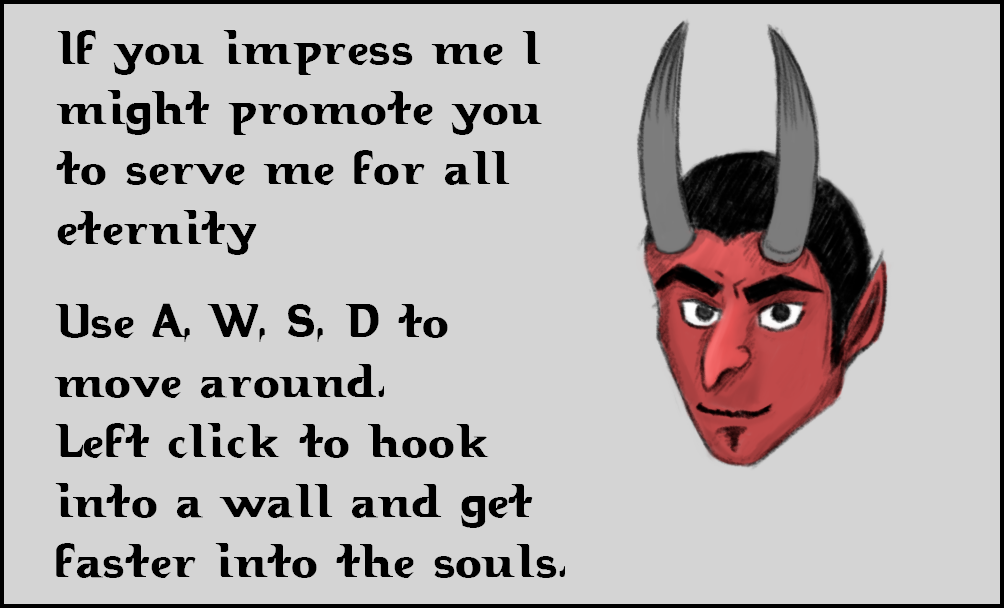 If you impress me I
might promote you
to serve me for all
eternity
Use A, W, S, D to
move around.
Left click to hook
into a wall and get
faster into the souls.